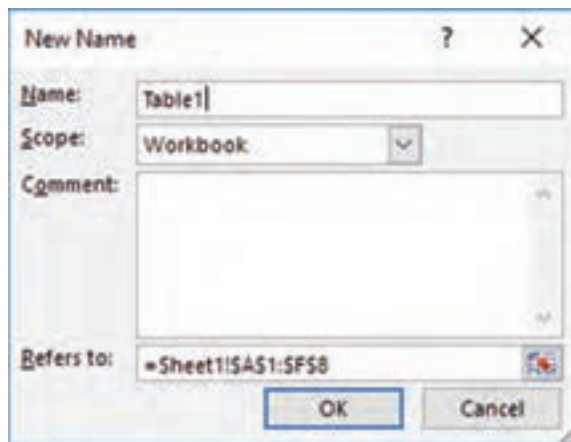 New Name ? ×
Name: Table1
Scope: Workbook
Comment:
Refers to: =Sheet1!$A$1:$F$8
OK Cancel